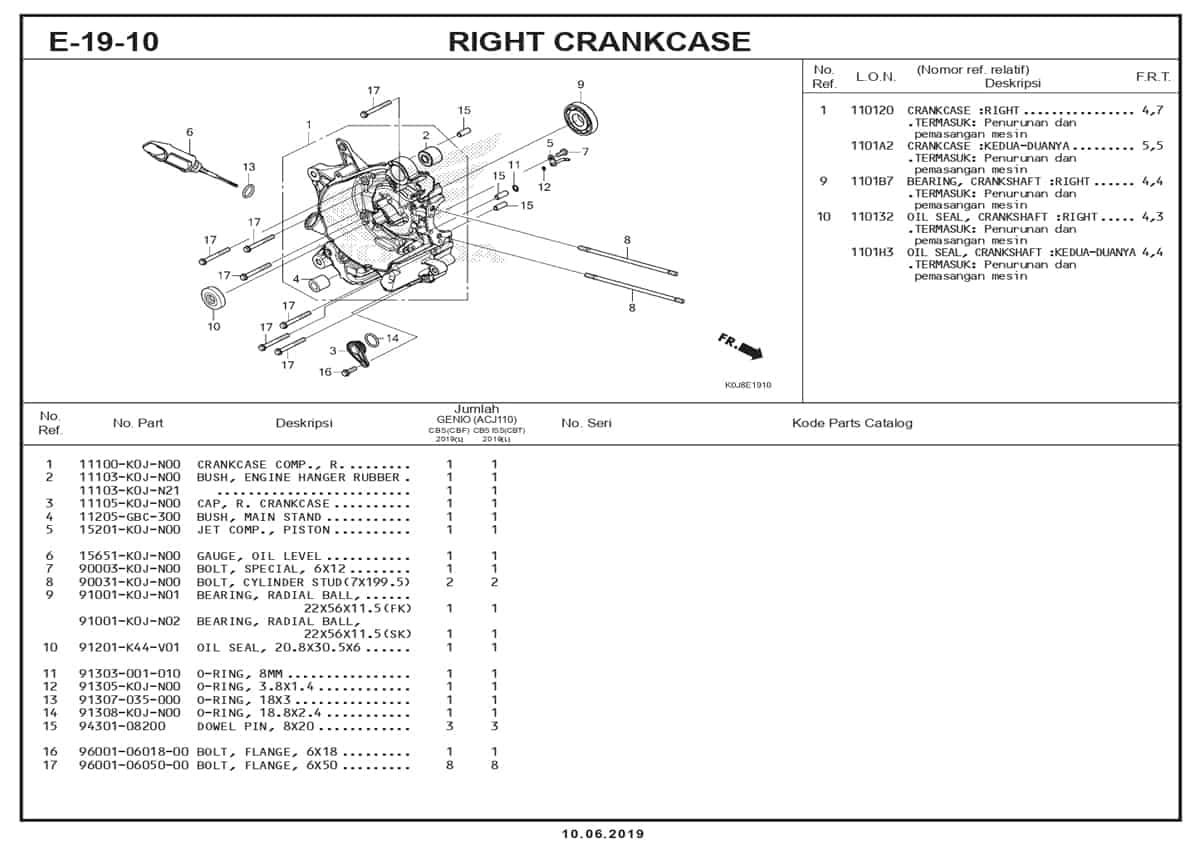 E-19-10
RIGHT CRANKCASE
17
9
15
1
6
2
5
7
13
11
15
12
15
17
17
8
17
4
8
10
17
17
14
3
17
16
FR.
K0J8E1910
No. Ref. L.O.N. (Nomor ref. relatif) Deskripsi F.R.T.
1 110120 CRANKCASE :RIGHT................ 4,7
.TERMASUK: Penurunan dan
pemasangan mesin
1101A2 CRANKCASE :KEDUA-DUANYA......... 5,5
.TERMASUK: Penurunan dan
pemasangan mesin
9 1101B7 BEARING, CRANKSHAFT :RIGHT...... 4,4
.TERMASUK: Penurunan dan
pemasangan mesin
10 110132 OIL SEAL, CRANKSHAFT :RIGHT..... 4,3
.TERMASUK: Penurunan dan
pemasangan mesin
1101H3 OIL SEAL, CRANKSHAFT :KEDUA-DUANYA 4,4
.TERMASUK: Penurunan dan
pemasangan mesin
No. Ref. No. Part Deskripsi Jumlah No. Seri Kode Parts Catalog
GENIO (ACJ110)
CBS(CBF) CBS ISS(CBT)
2019(L) 2019(L)
1 11100-K0J-N00 CRANKCASE COMP., R......... 1 1
2 11103-K0J-N00 BUSH, ENGINE HANGER RUBBER . 1 1
11103-K0J-N21 ......................... 1 1
3 11105-K0J-N00 CAP, R. CRANKCASE.......... 1 1
4 11205-GBC-300 BUSH, MAIN STAND........... 1 1
5 15201-K0J-N00 JET COMP., PISTON.......... 1 1
6 15651-K0J-N00 GAUGE, OIL LEVEL........... 1 1
7 90003-K0J-N00 BOLT, SPECIAL, 6X12........ 1 1
8 90031-K0J-N00 BOLT, CYLINDER STUD(7X199.5) 2 2
9 91001-K0J-N01 BEARING, RADIAL BALL,......
22X56X11.5(FK) 1 1
91001-K0J-N02 BEARING, RADIAL BALL,
22X56X11.5(SK) 1 1
10 91201-K44-V01 OIL SEAL, 20.8X30.5X6...... 1 1
11 91303-001-010 O-RING, 8MM................ 1 1
12 91305-K0J-N00 O-RING, 3.8X1.4............ 1 1
13 91307-035-000 O-RING, 18X3............... 1 1
14 91308-K0J-N00 O-RING, 18.8X2.4........... 1 1
15 94301-08200 DOWEL PIN, 8X20............ 3 3
16 96001-06018-00 BOLT, FLANGE, 6X18......... 1 1
17 96001-06050-00 BOLT, FLANGE, 6X50......... 8 8
10.06.2019